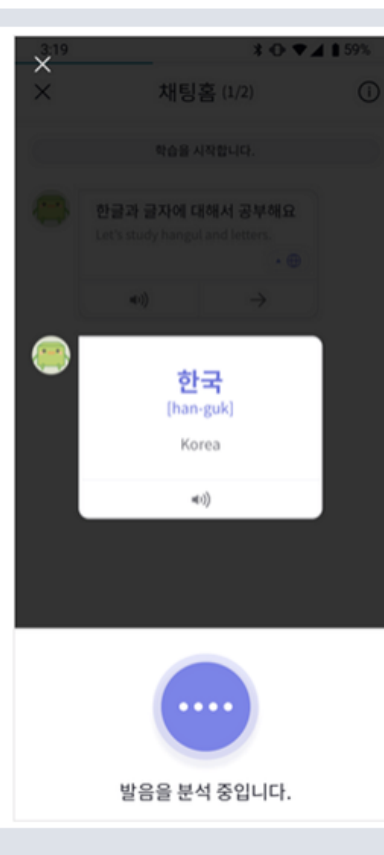 3:19 59%
채팅홈 (1/2)
학습을 시작합니다.
한글과 글자에 대해서 공부해요
Let's study hangul and letters.
한국
[han-guk]
Korea
발음을 분석 중입니다.